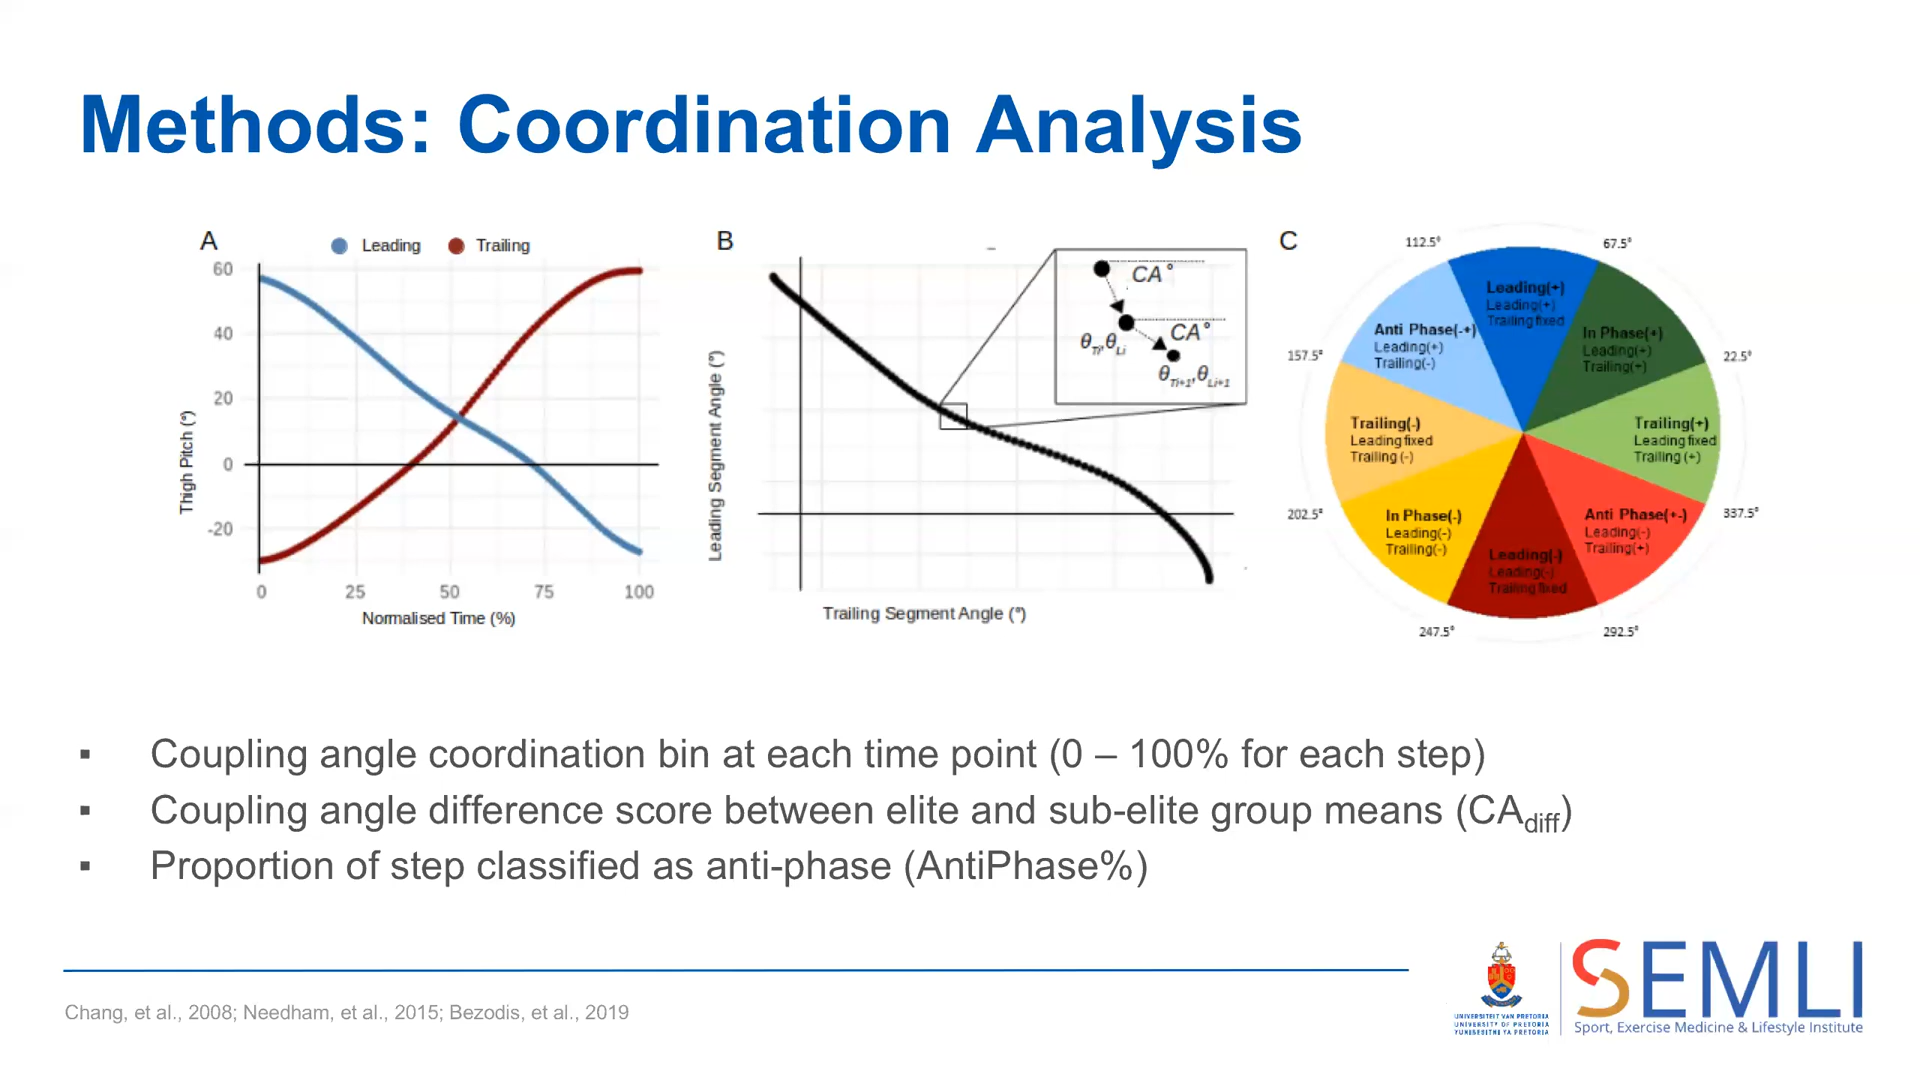 Methods: Coordination Analysis
A
Leading
Trailing
60
40
20
0
-20
Thigh Pitch (°)
0
25
50
75
100
Normalised Time (%)
B
CA°
CA°
θTi,θLi
θTi+1,θLi+1
Leading Segment Angle (°)
Trailing Segment Angle (°)
C
112.5°
67.5°
157.5°
22.5°
202.5°
337.5°
247.5°
292.5°
Leading(+)
Leading(+)
Trailing fixed
In Phase(+)
Leading(+)
Trailing(+)
Anti Phase(-+)
Leading(+)
Trailing(-)
Trailing(-)
Leading fixed
Trailing (-)
Trailing(+)
Leading fixed
Trailing (+)
In Phase(-)
Leading(-)
Trailing(-)
Leading(-)
Leading(-)
Trailing fixed
Anti Phase(+-)
Leading(-)
Trailing(+)
▪ Coupling angle coordination bin at each time point (0 – 100% for each step)
▪ Coupling angle difference score between elite and sub-elite group means (CAdiff)
▪ Proportion of step classified as anti-phase (AntiPhase%)
Chang, et al., 2008; Needham, et al., 2015; Bezodis, et al., 2019
UNIVERSITEIT VAN PRETORIA
UNIVERSITY OF PRETORIA
YUNIBESITHI YA PRETORIA
SEMLI
Sport, Exercise Medicine & Lifestyle Institute